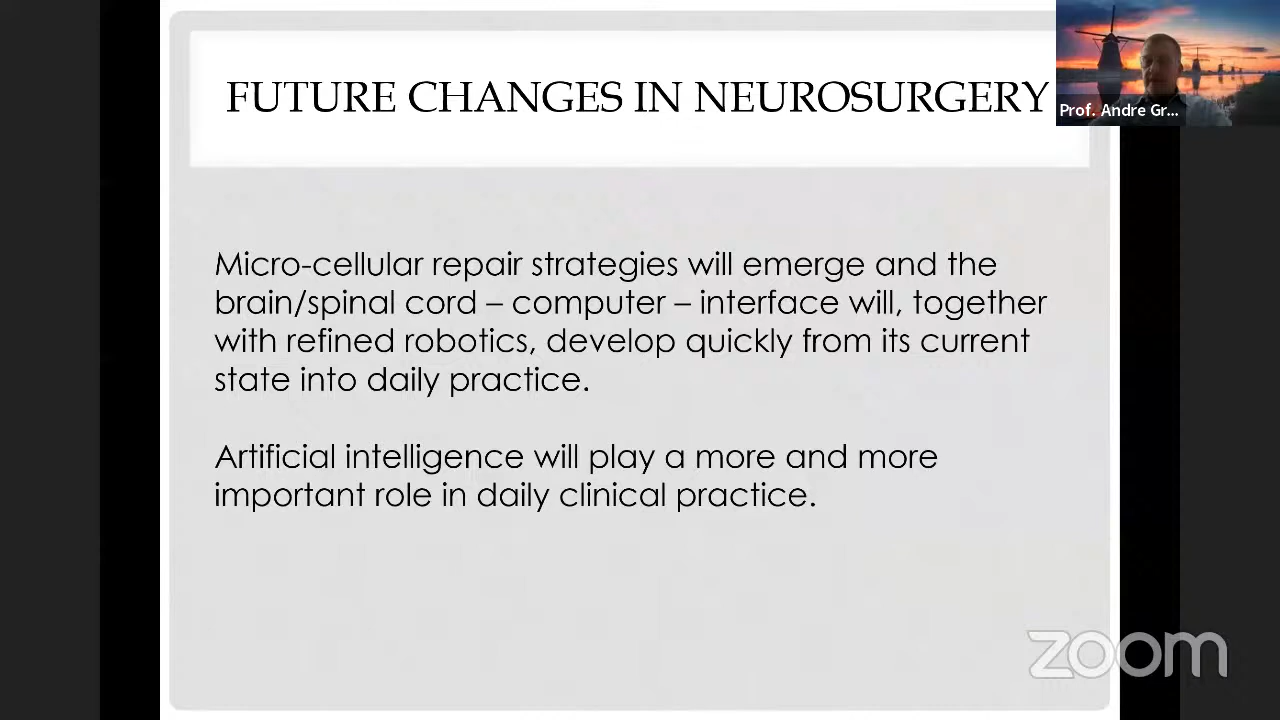 FUTURE CHANGES IN NEUROSURGERY
Prof. Andre Gr...
Micro-cellular repair strategies will emerge and the
brain/spinal cord – computer – interface will, together
with refined robotics, develop quickly from its current
state into daily practice.
Artificial intelligence will play a more and more
important role in daily clinical practice.
zoom